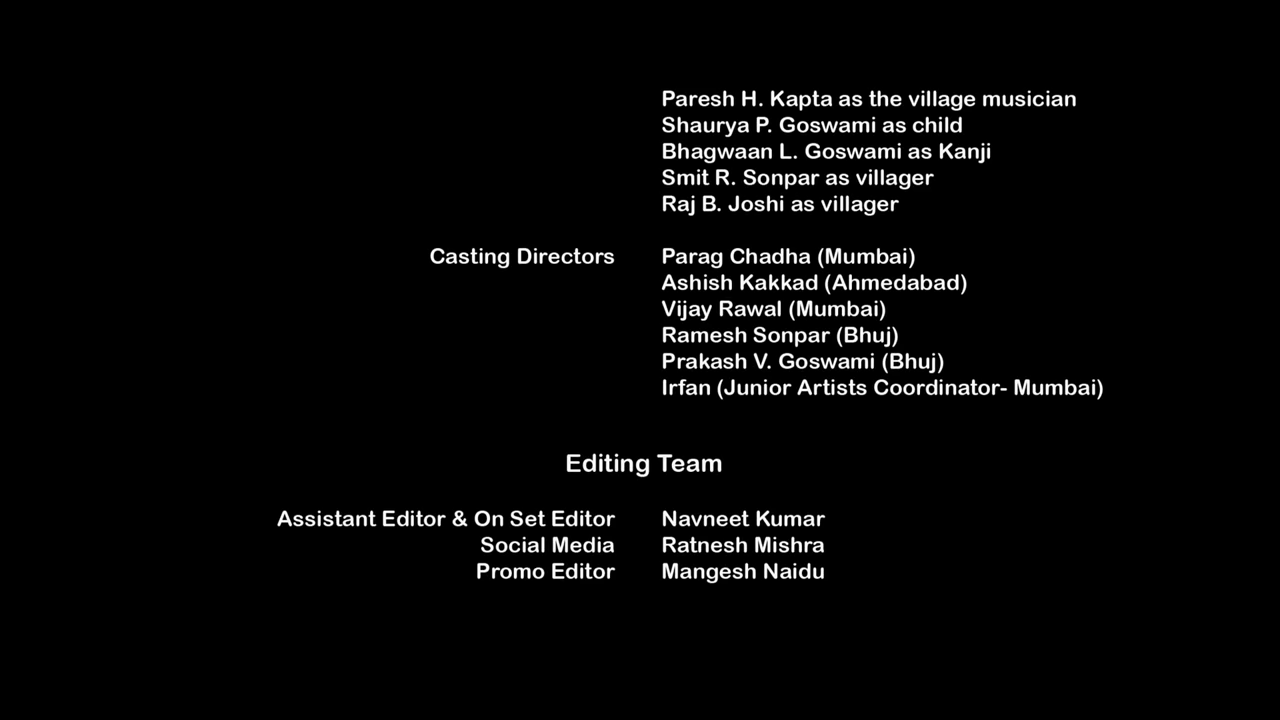 Paresh H. Kapta as the village musician
Shaurya P. Goswami as child
Bhagwaan L. Goswami as Kanji
Smit R. Sonpar as villager
Raj B. Joshi as villager
Casting Directors Parag Chadha (Mumbai)
Ashish Kakkad (Ahmedabad)
Vijay Rawal (Mumbai)
Ramesh Sonpar (Bhuj)
Prakash V. Goswami (Bhuj)
Irfan (Junior Artists Coordinator- Mumbai)
Editing Team
Assistant Editor & On Set Editor Navneet Kumar
Social Media Ratnesh Mishra
Promo Editor Mangesh Naidu